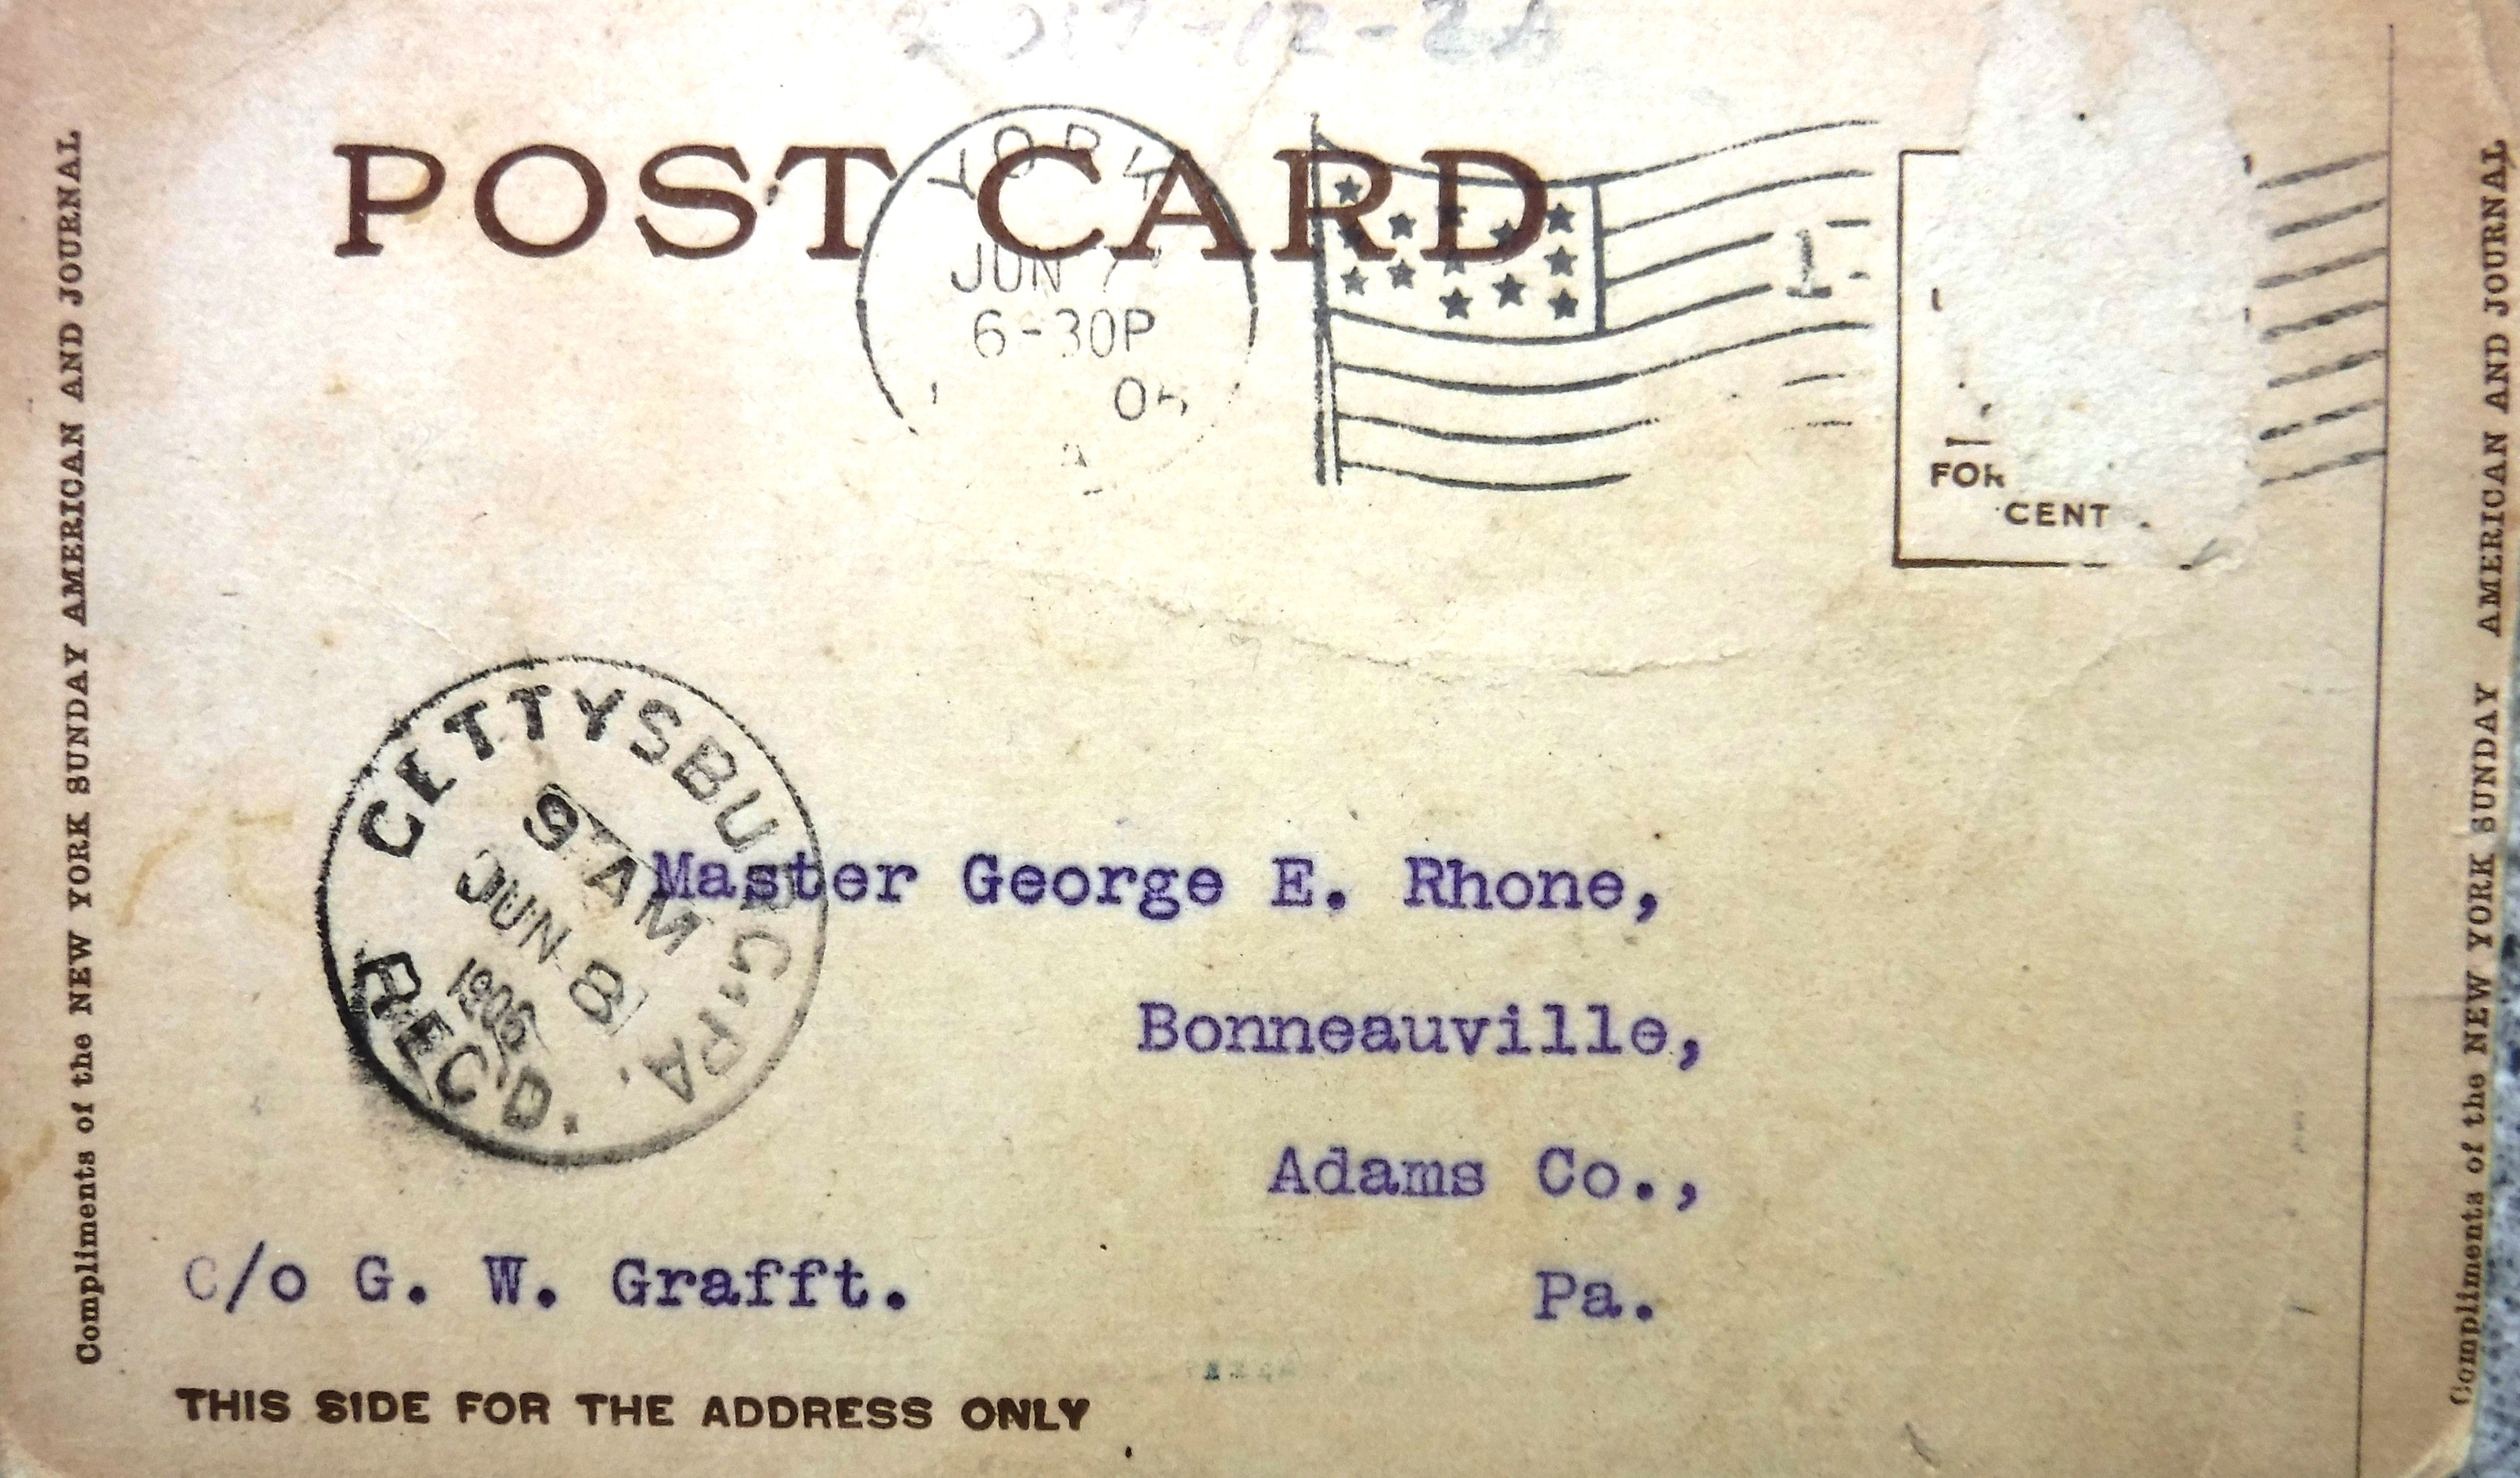 POST CARD
YORK
JUN 7
6-30P
1
FOR
CENT
Compliments of the NEW YORK SUNDAY AMERICAN AND JOURNAL
Compliments of the NEW YORK SUNDAY AMERICAN AND JOURNAL
GETTYSBURG, PA.
9 AM
JUN 8
1906
REC'D.
Master George E. Rhone,
Bonneauville,
Adams Co.,
Pa.
C/o G. W. Grafft.
THIS SIDE FOR THE ADDRESS ONLY